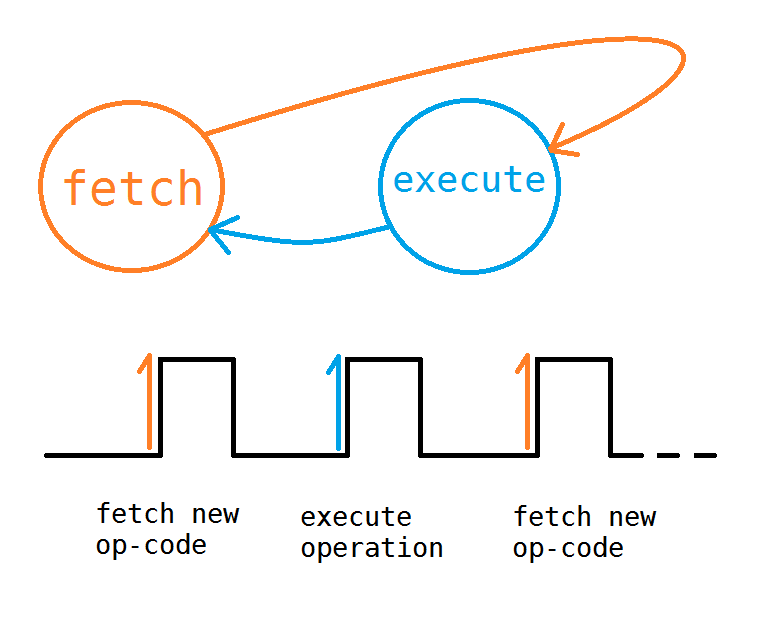 fetch
execute
fetch new
op-code
execute
operation
fetch new
op-code